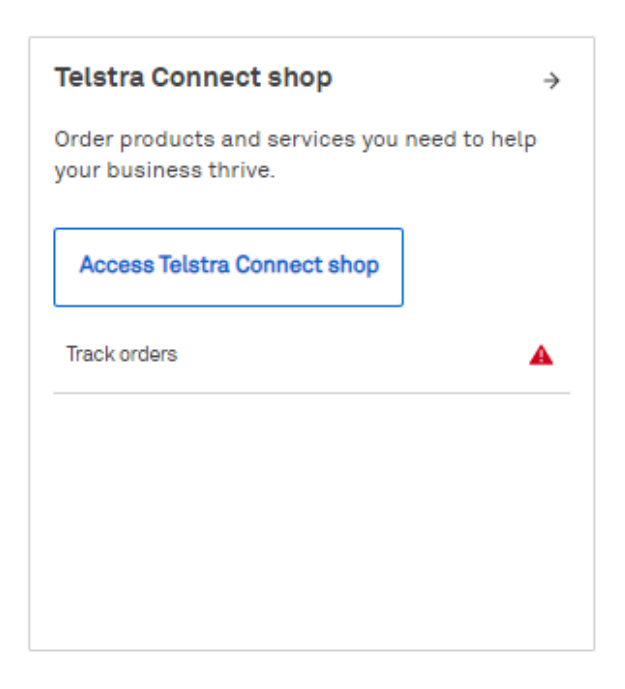 Telstra Connect shop
Order products and services you need to help
your business thrive.
Access Telstra Connect shop
Track orders